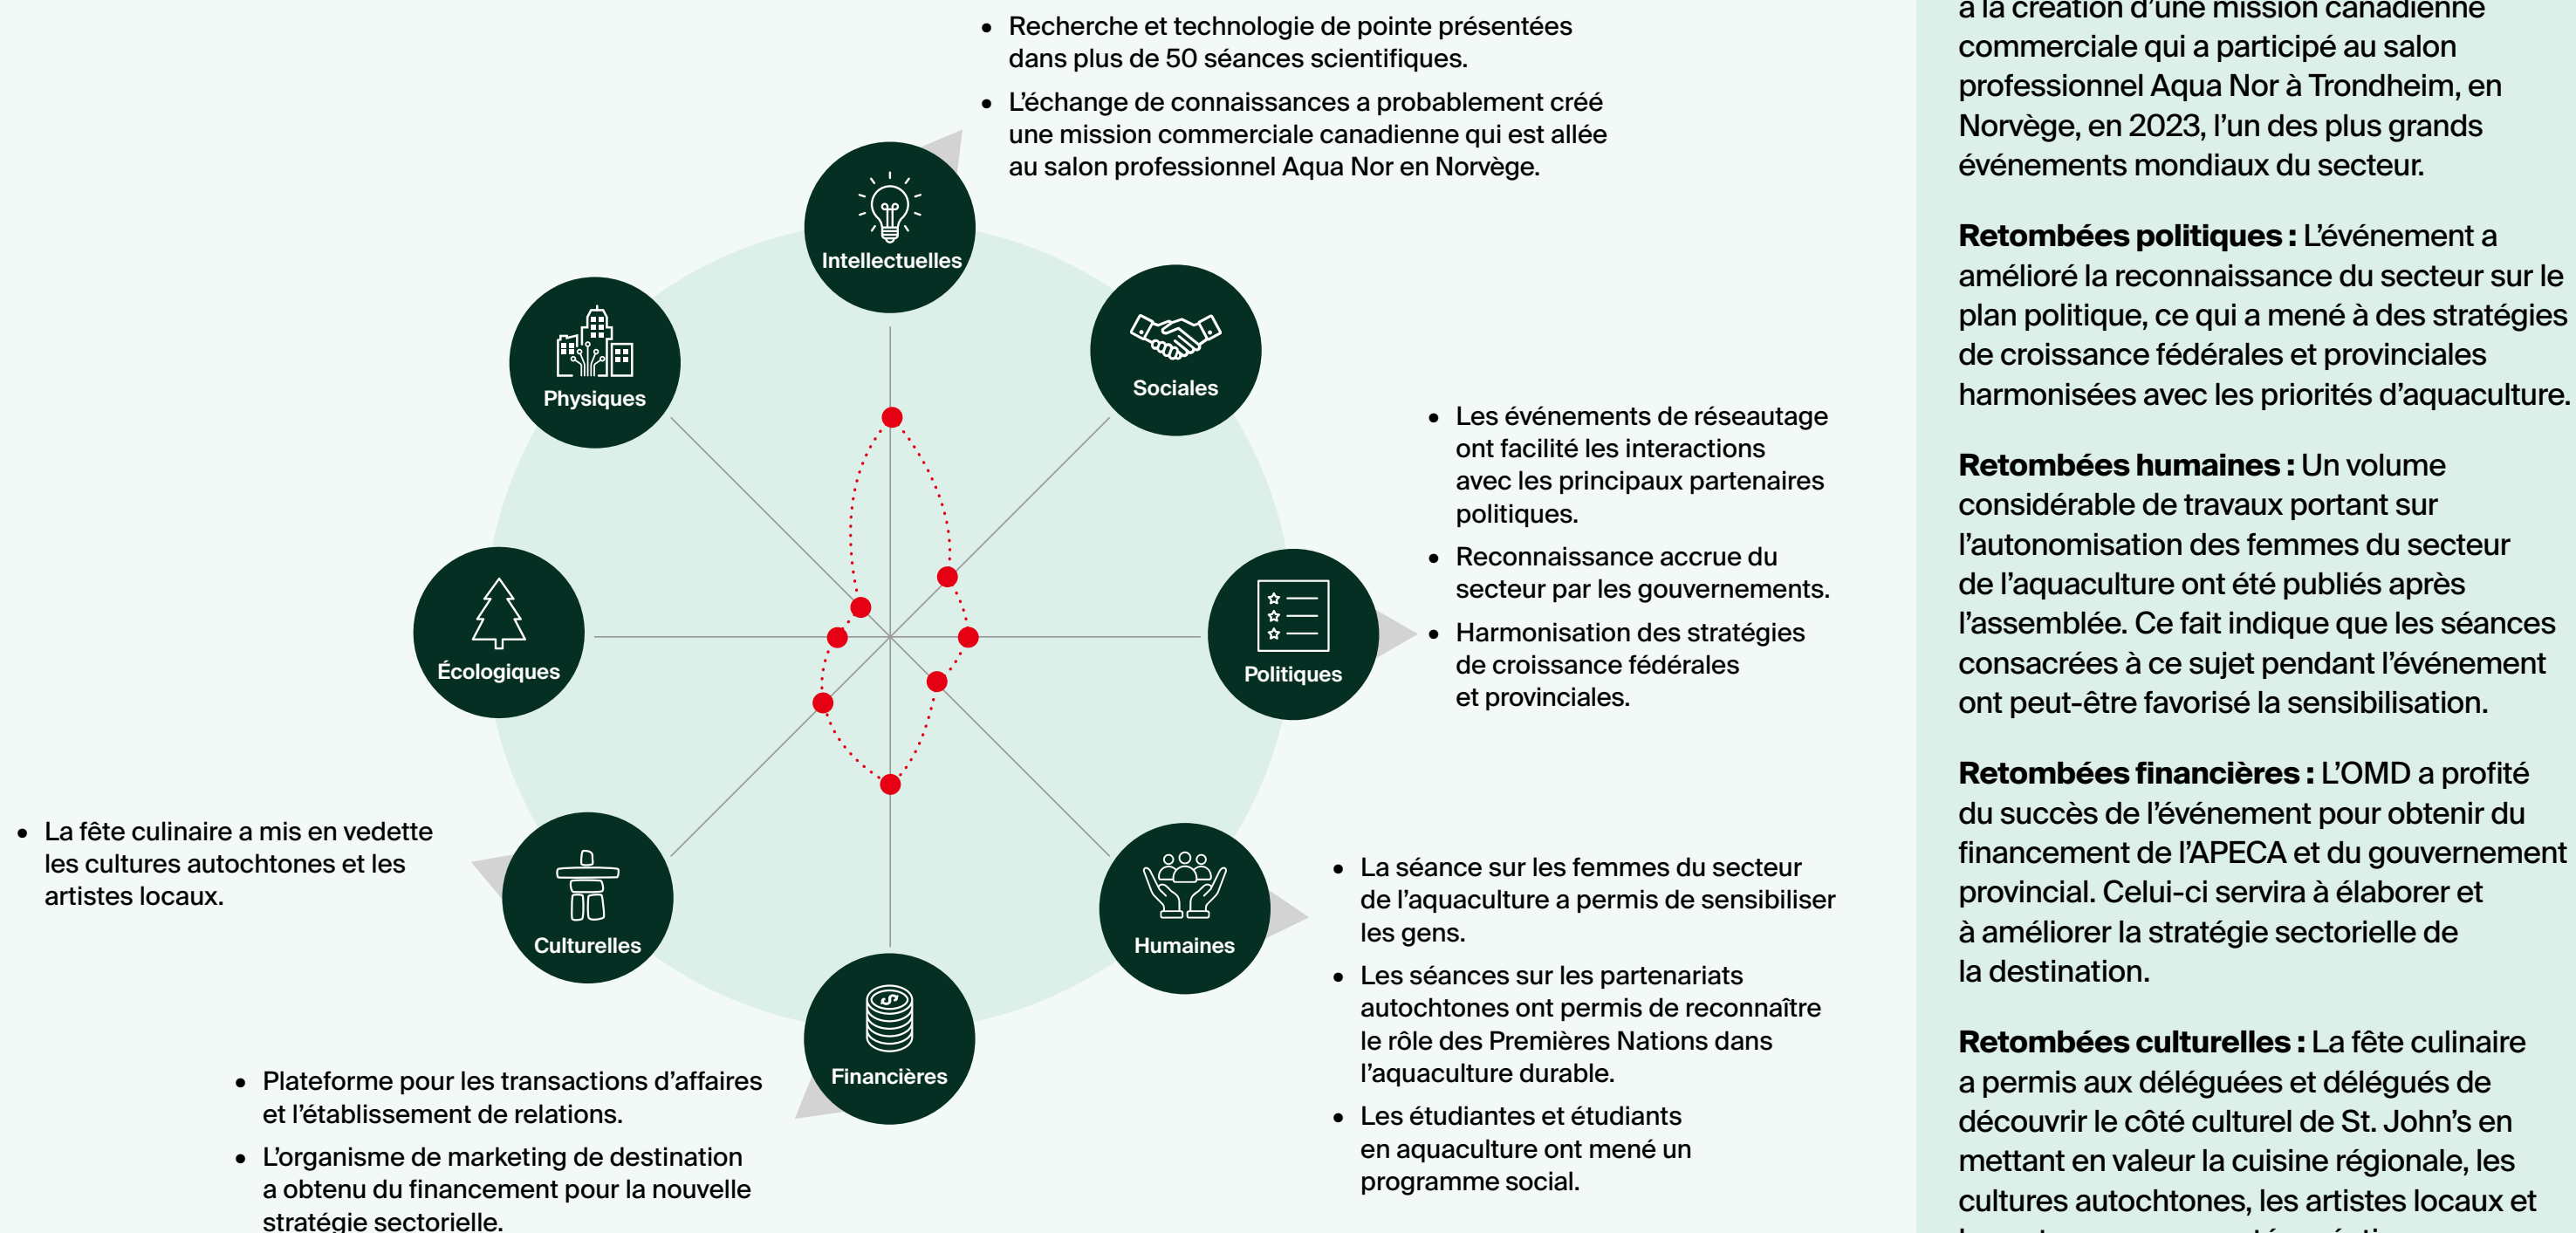 Recherche et technologie de pointe présentées
dans plus de 50 séances scientifiques.
L'échange de connaissances a probablement créé
une mission commerciale canadienne qui est allée
au salon professionnel Aqua Nor en Norvège.
Intellectuelles
Sociales
Physiques
Les événements de réseautage
ont facilité les interactions
avec les principaux partenaires
politiques.
Reconnaissance accrue du
secteur par les gouvernements.
Harmonisation des stratégies
de croissance fédérales
et provinciales.
Politiques
Écologiques
La fête culinaire a mis en vedette
les cultures autochtones et les
artistes locaux.
Culturelles
Humaines
La séance sur les femmes du secteur
de l'aquaculture a permis de sensibiliser
les gens.
Les séances sur les partenariats
autochtones ont permis de reconnaître
le rôle des Premières Nations dans
l'aquaculture durable.
Les étudiantes et étudiants
en aquaculture ont mené un
programme social.
Financières
Plateforme pour les transactions d'affaires
et l'établissement de relations.
L'organisme de marketing de destination
a obtenu du financement pour la nouvelle
stratégie sectorielle.
à la création d'une mission canadienne
commerciale qui a participé au salon
professionnel Aqua Nor à Trondheim, en
Norvège, en 2023, l'un des plus grands
événements mondiaux du secteur.
Retombées politiques : L'événement a
amélioré la reconnaissance du secteur sur le
plan politique, ce qui a mené à des stratégies
de croissance fédérales et provinciales
harmonisées avec les priorités d'aquaculture.
Retombées humaines : Un volume
considérable de travaux portant sur
l'autonomisation des femmes du secteur
de l'aquaculture ont été publiés après
l'assemblée. Ce fait indique que les séances
consacrées à ce sujet pendant l'événement
ont peut-être favorisé la sensibilisation.
Retombées financières : L'OMD a profité
du succès de l'événement pour obtenir du
financement de l'APECA et du gouvernement
provincial. Celui-ci servira à élaborer et
à améliorer la stratégie sectorielle de
la destination.
Retombées culturelles : La fête culinaire
a permis aux déléguées et délégués de
découvrir le côté culturel de St. John's en
mettant en valeur la cuisine régionale, les
cultures autochtones, les artistes locaux et